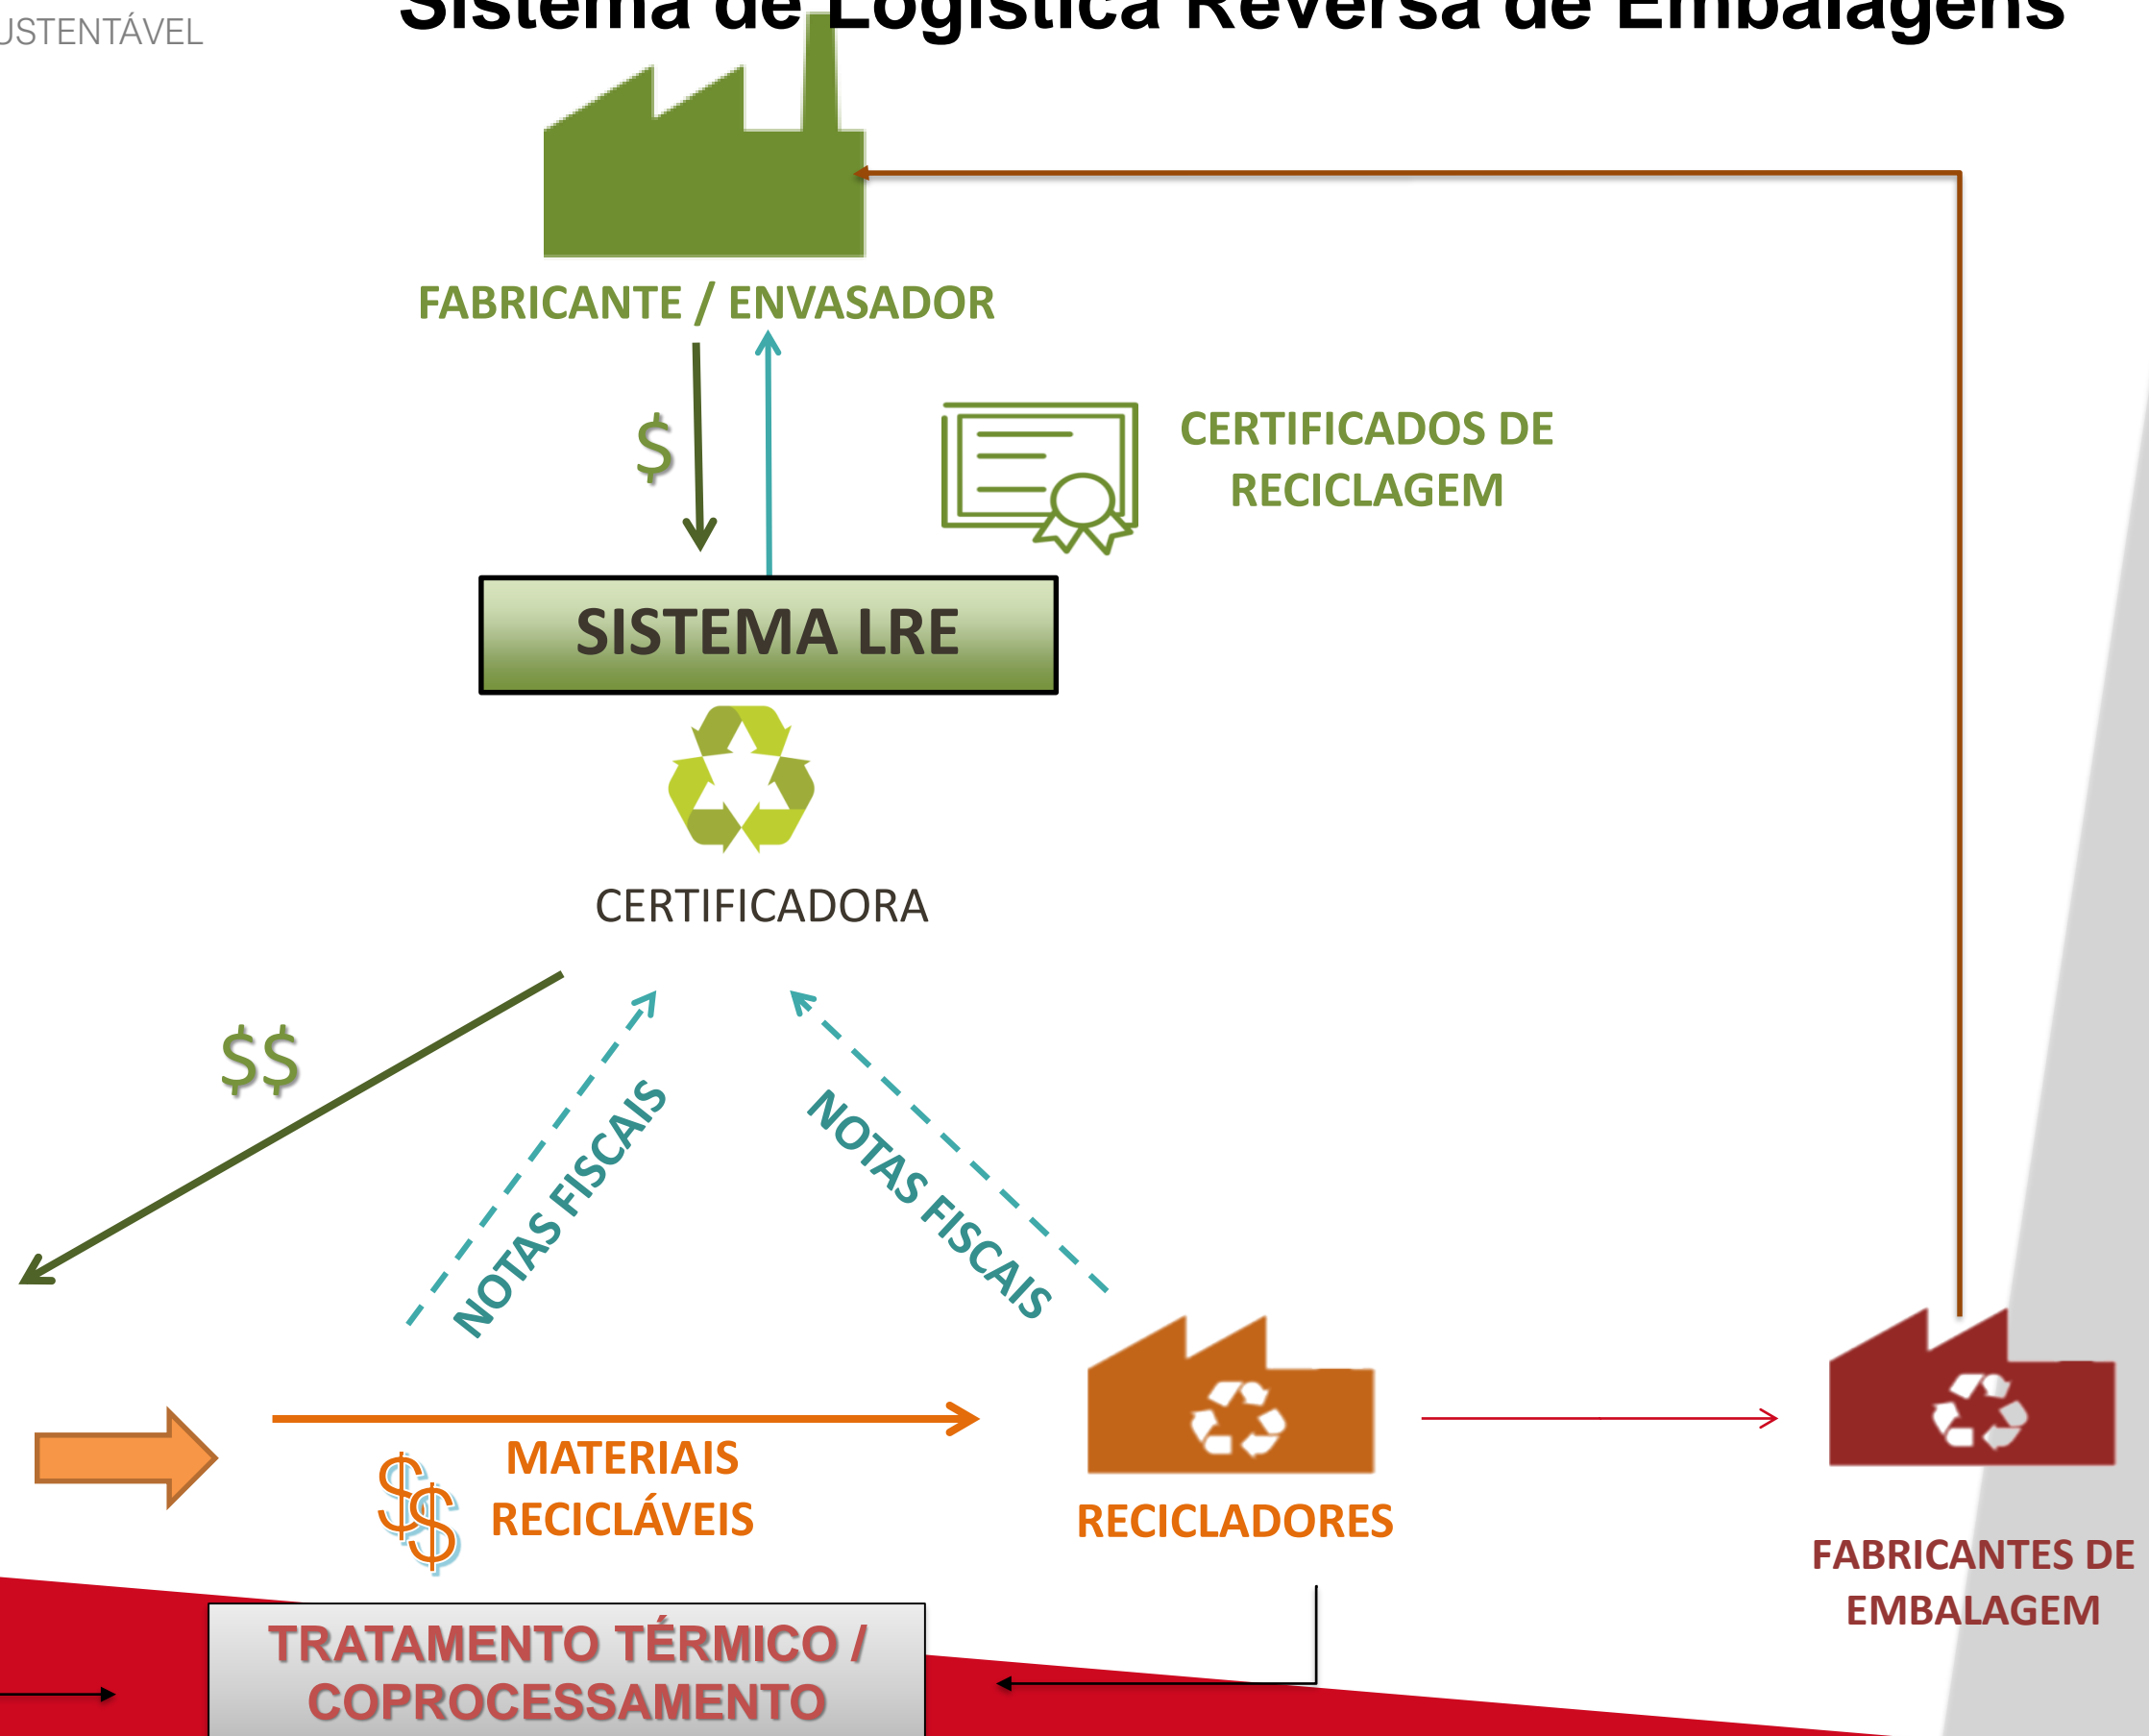 Sistema de Logística Reversa de Embalagens
USTENTÁVEL
FABRICANTE / ENVASADOR
$
CERTIFICADOS DE
RECICLAGEM
SISTEMA LRE
CERTIFICADORA
$$
NOTAS FISCAIS
NOTAS FISCAIS
MATERIAIS
RECICLÁVEIS
$$
RECICLADORES
FABRICANTES DE
EMBALAGEM
TRATAMENTO TÉRMICO /
COPROCESSAMENTO